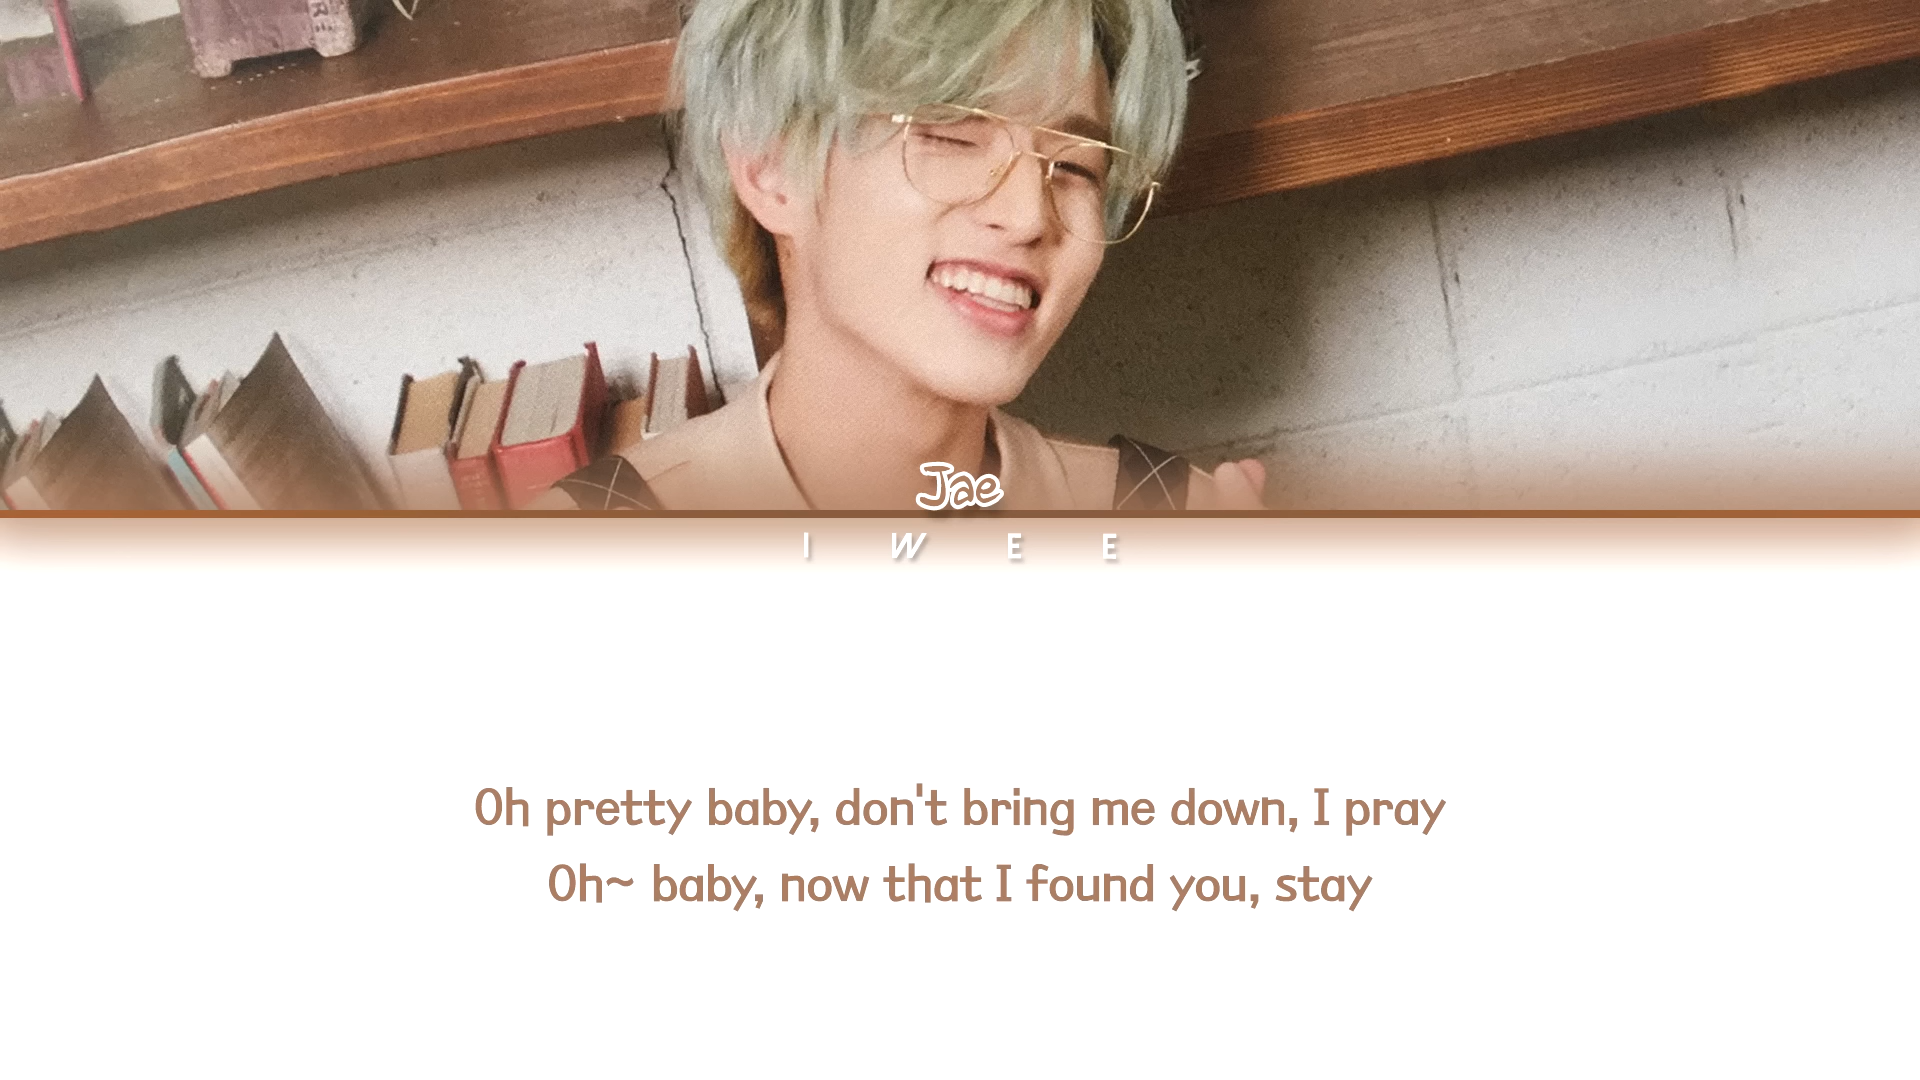 Jae
I W E E
Oh pretty baby, don't bring me down, I pray
Oh~ baby, now that I found you, stay